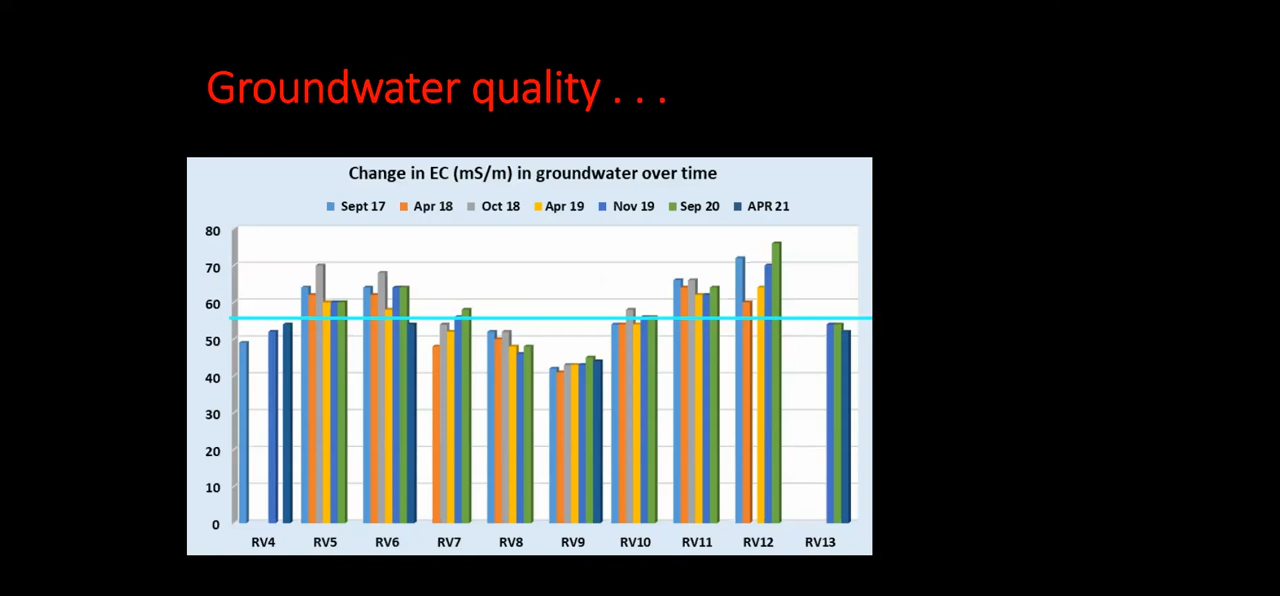 Groundwater quality . . .
Change in EC (mS/m) in groundwater over time
Sept 17 Apr 18 Oct 18 Apr 19 Nov 19 Sep 20 APR 21
80
70
60
50
40
30
20
10
0
RV4 RV5 RV6 RV7 RV8 RV9 RV10 RV11 RV12 RV13